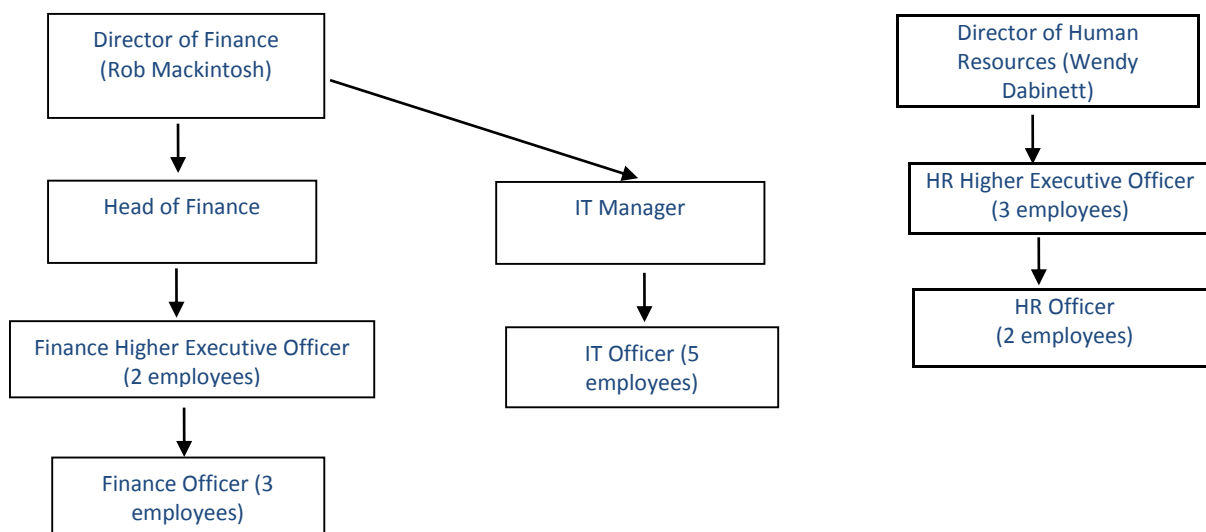 Director of Finance
(Rob Mackintosh)
Director of Human
Resources (Wendy
Dabinett)
Head of Finance
IT Manager
HR Higher Executive Officer
(3 employees)
Finance Higher Executive Officer
(2 employees)
IT Officer (5
employees)
HR Officer
(2 employees)
Finance Officer (3
employees)